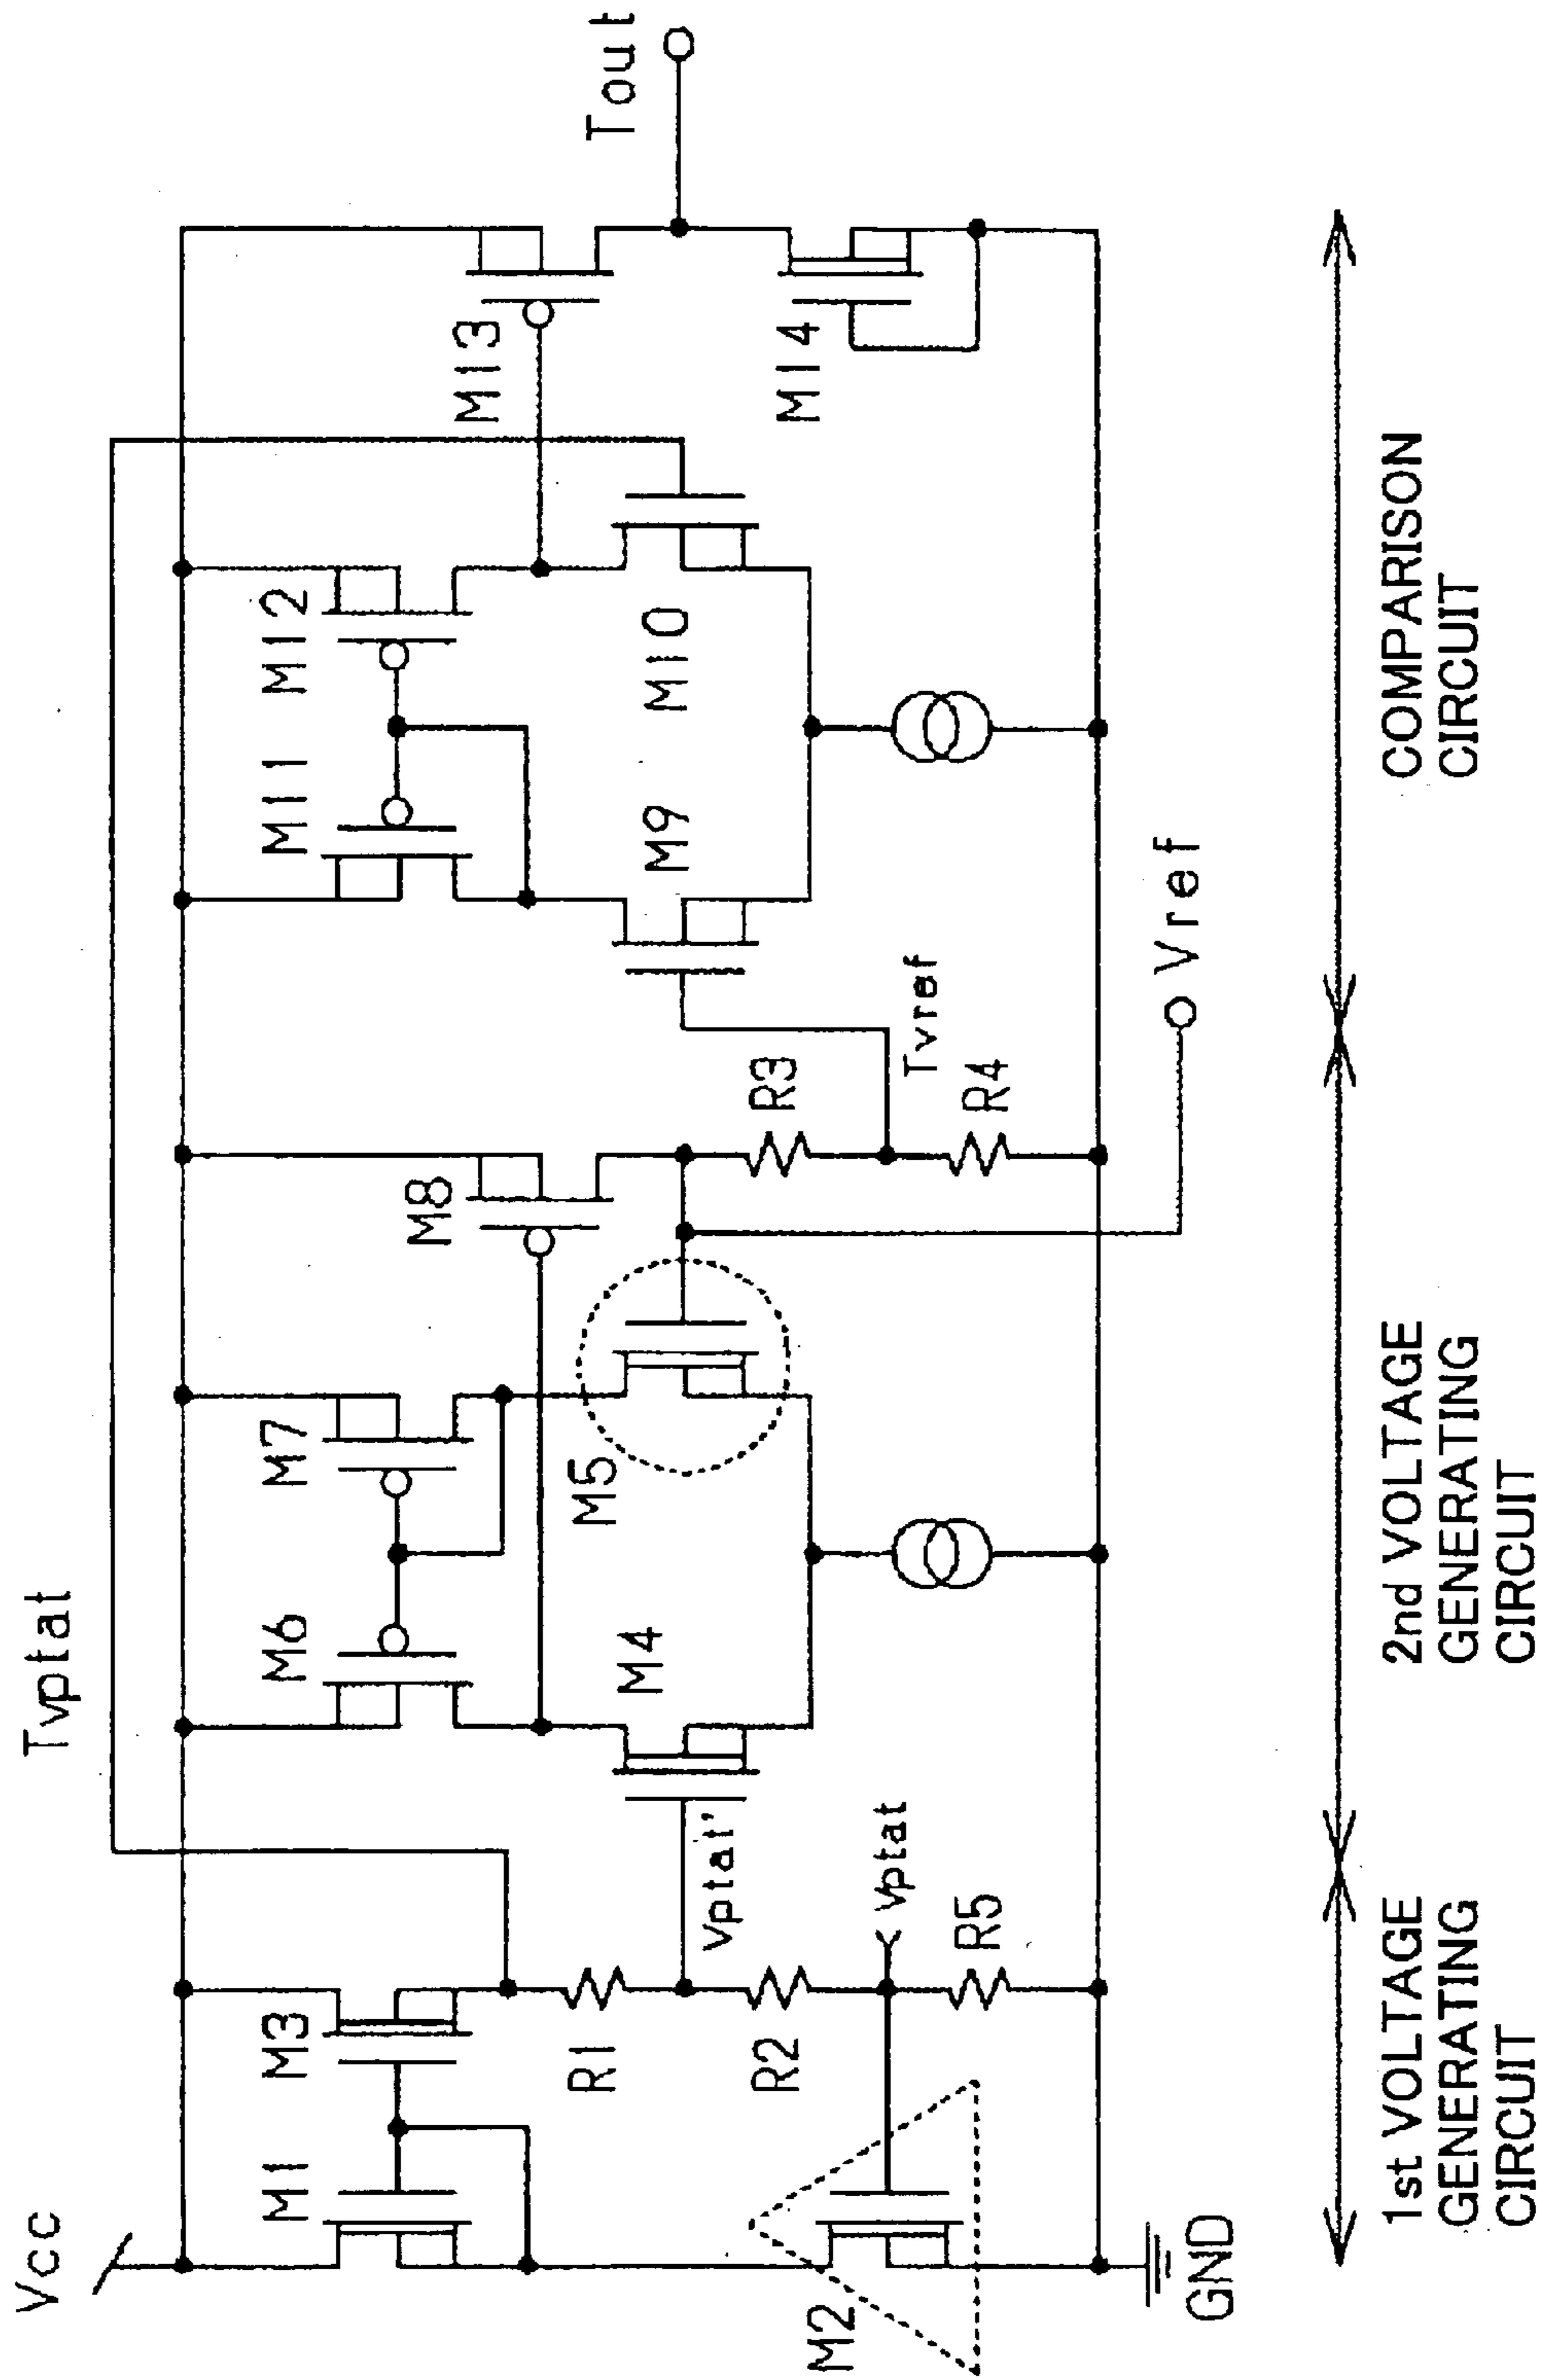 Vcc
Tvptat
M1
M3
M6
M7
M11
M12
M8
M13
Tout
R1
M4
M5
M9
M10
Vptat'
R2
R3
M14
M2
Vptat
Tvref
R5
R4
GND
Vref
1st VOLTAGE
GENERATING
CIRCUIT
2nd VOLTAGE
GENERATING
CIRCUIT
COMPARISON
CIRCUIT